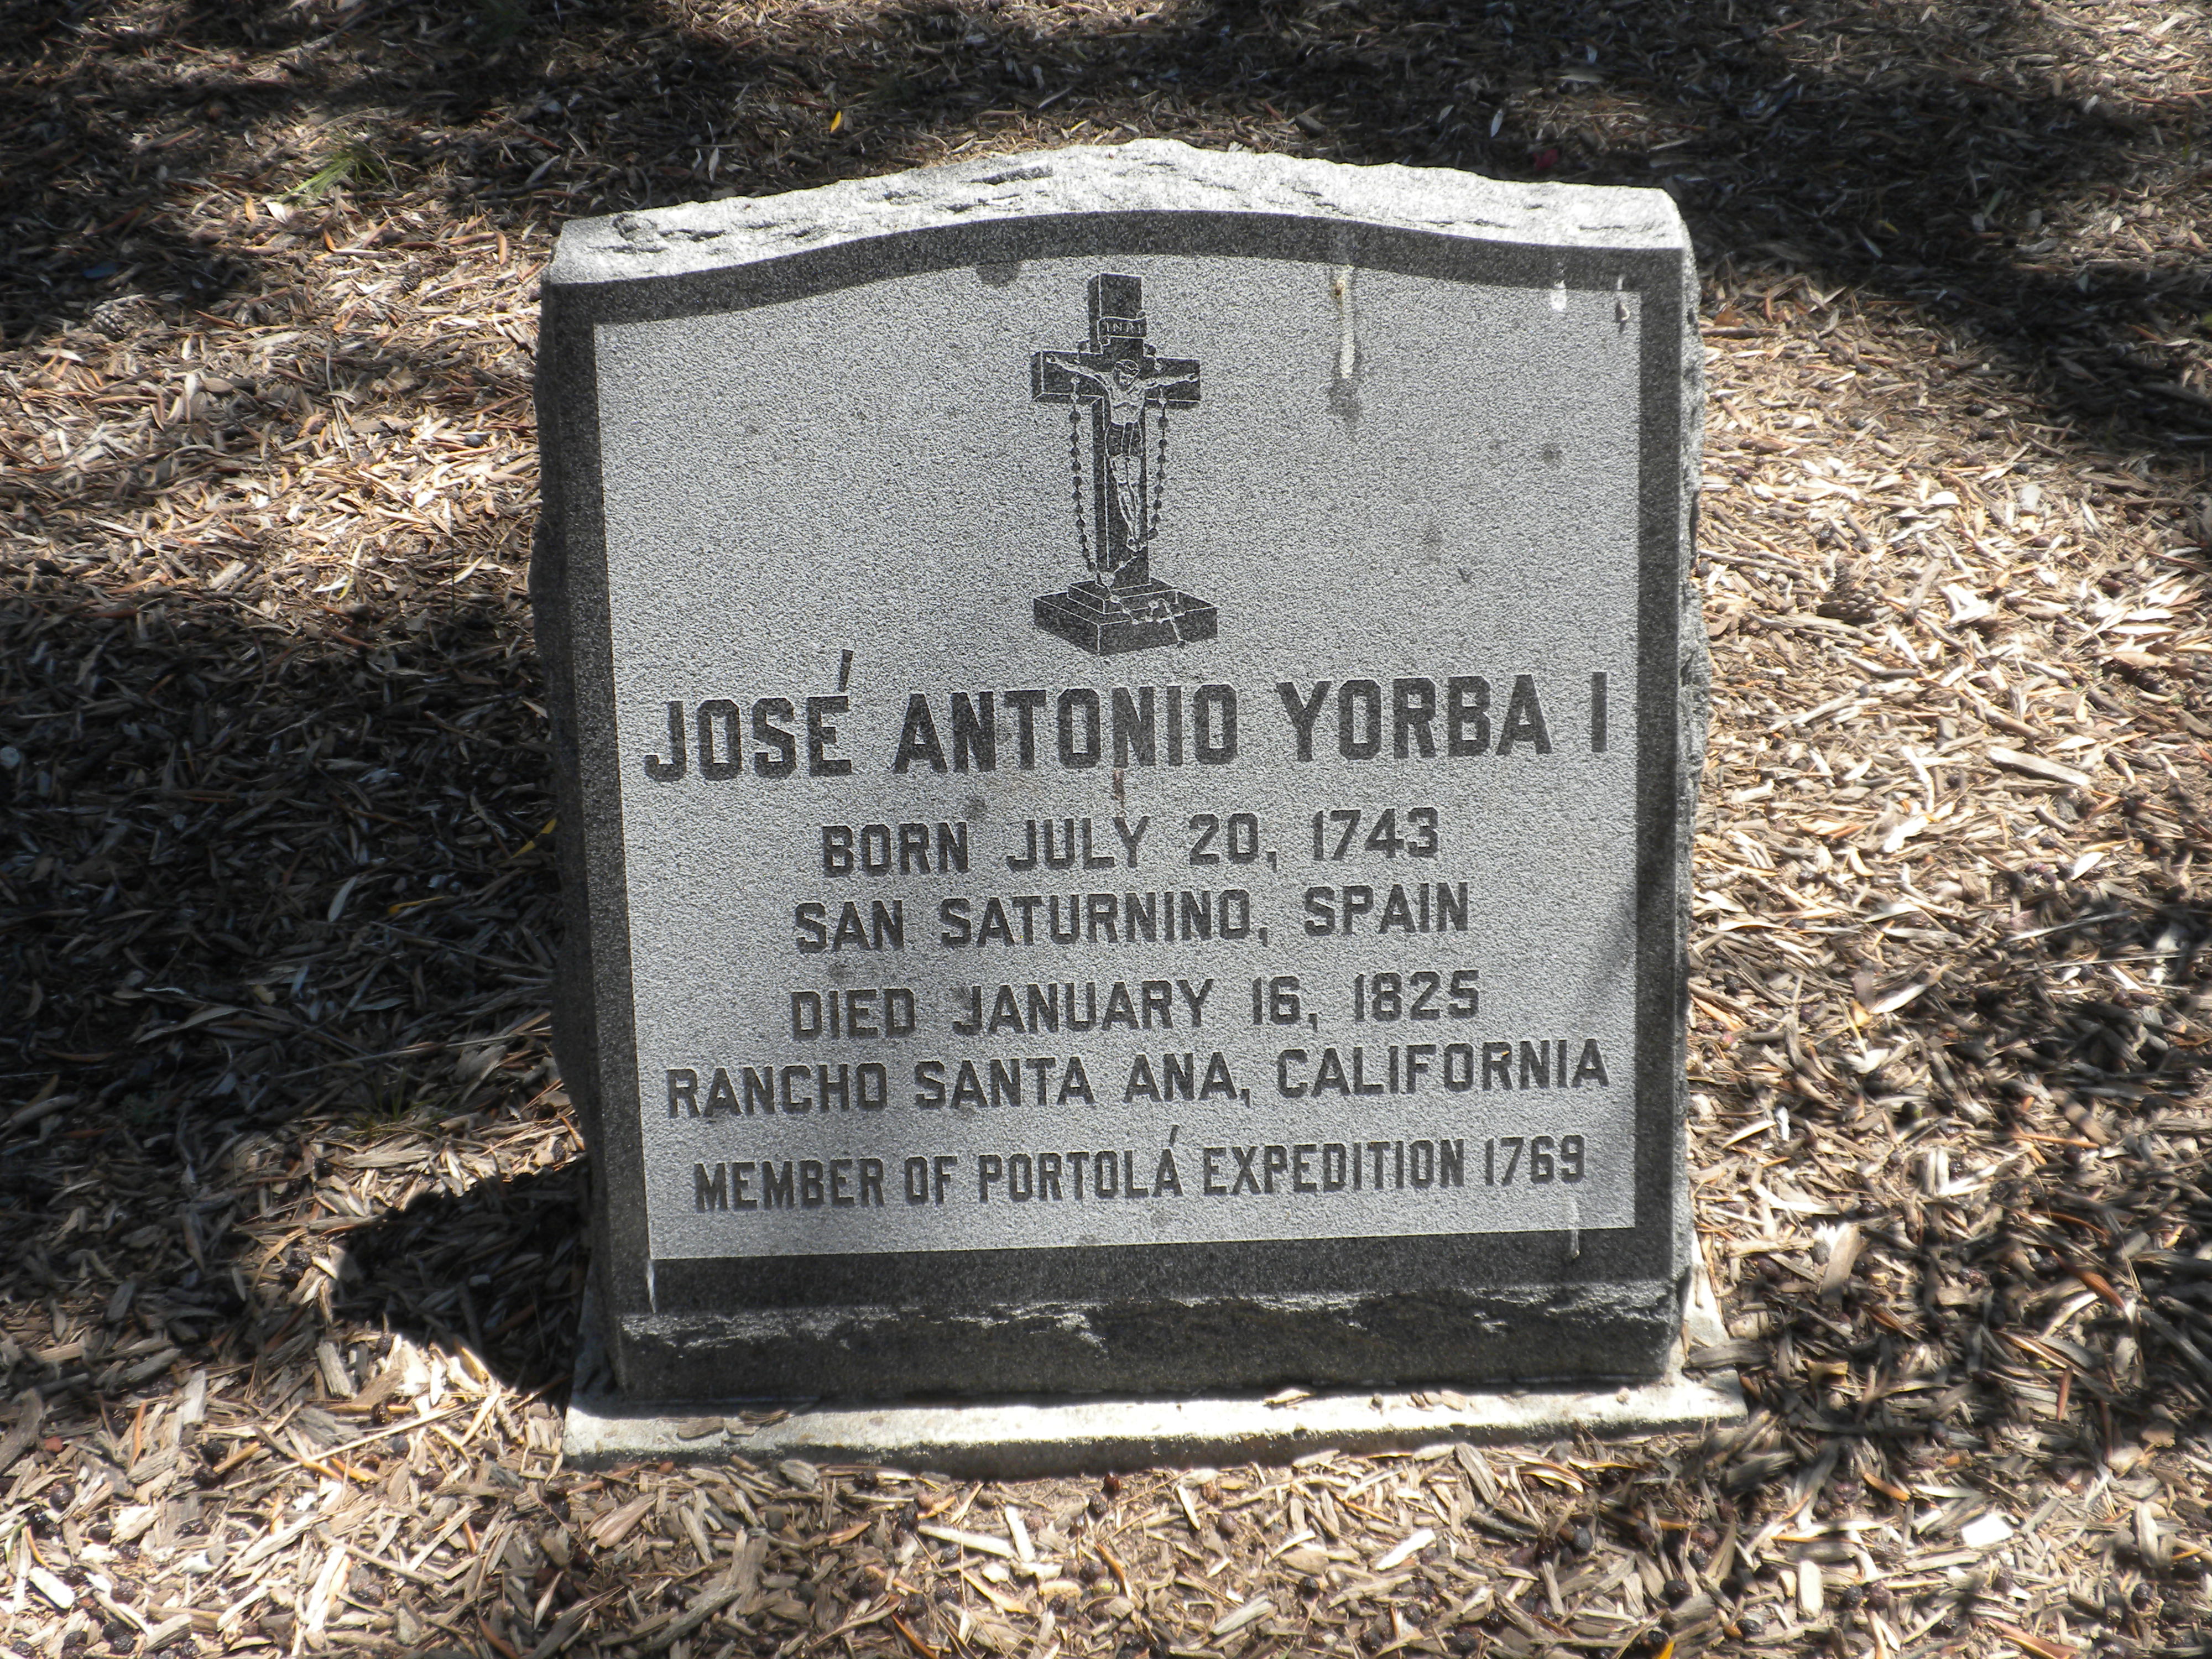 INRI
JOSÉ ANTONIO YORBA I
BORN JULY 20, 1743
SAN SATURNINO, SPAIN
DIED JANUARY 16, 1825
RANCHO SANTA ANA, CALIFORNIA
MEMBER OF PORTOLÁ EXPEDITION 1769